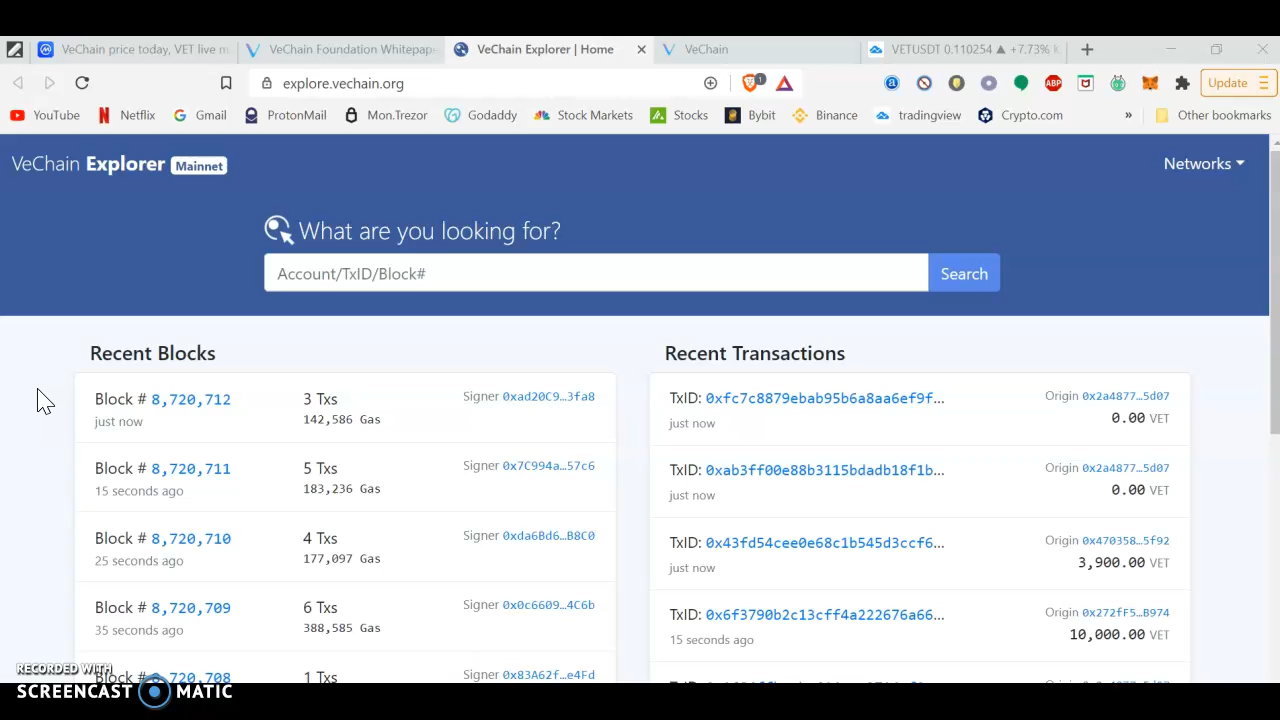 VeChain price today, VET live m
VeChain Foundation Whitepape
VeChain Explorer | Home
VeChain
VETUSDT 0.110254 ▲ +7.73%
explore.vechain.org
1
ABP
Update
YouTube
Netflix
Gmail
ProtonMail
Mon.Trezor
Godaddy
Stock Markets
Stocks
Bybit
Binance
tradingview
Crypto.com
»
Other bookmarks
VeChain Explorer Mainnet
Networks
What are you looking for?
Account/TxID/Block#
Search
Recent Blocks
Block # 8,720,712
3 Txs
Signer 0xad20C9…3fa8
just now
142,586 Gas
Block # 8,720,711
5 Txs
Signer 0x7C994a…57c6
15 seconds ago
183,236 Gas
Block # 8,720,710
4 Txs
Signer 0xda6Bd6…B8C0
25 seconds ago
177,097 Gas
Block # 8,720,709
6 Txs
Signer 0x0c6609…4C6b
35 seconds ago
388,585 Gas
Block # 8,720,708
1 Txs
Signer 0x83A62f…e4Fd
Recent Transactions
TxID: 0xfc7c8879ebab95b6a8aa6ef9f…
Origin 0x2a4877…5d07
just now
0.00 VET
TxID: 0xab3ff00e88b3115bdadb18f1b…
Origin 0x2a4877…5d07
just now
0.00 VET
TxID: 0x43fd54cee0e68c1b545d3ccf6…
Origin 0x470358…5f92
just now
3,900.00 VET
TxID: 0x6f3790b2c13cff4a222676a66…
Origin 0x272fF5…B974
15 seconds ago
10,000.00 VET
RECORDED WITH
SCREENCAST MATIC